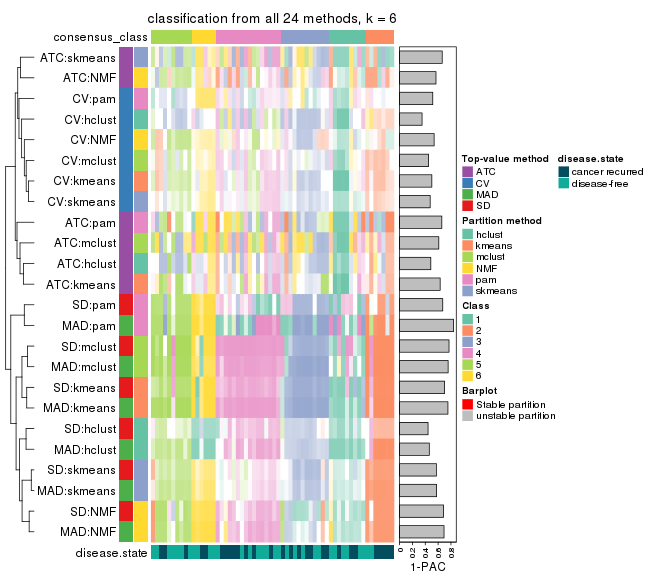 classification from all 24 methods, k = 6
consensus_class
ATC:skmeans
ATC:NMF
CV:pam
CV:hclust
CV:NMF
CV:mclust
CV:kmeans
CV:skmeans
ATC:pam
ATC:mclust
ATC:hclust
ATC:kmeans
SD:pam
MAD:pam
SD:mclust
MAD:mclust
SD:kmeans
MAD:kmeans
SD:hclust
MAD:hclust
SD:skmeans
MAD:skmeans
SD:NMF
MAD:NMF
disease.state
0 0.2 0.4 0.6 0.8
1-PAC
Top-value method
ATC
CV
MAD
SD
Partition method
hclust
kmeans
mclust
NMF
pam
skmeans
Class
1
2
3
4
5
6
Barplot
Stable partition
unstable partition
disease.state
cancer recurred
disease-free